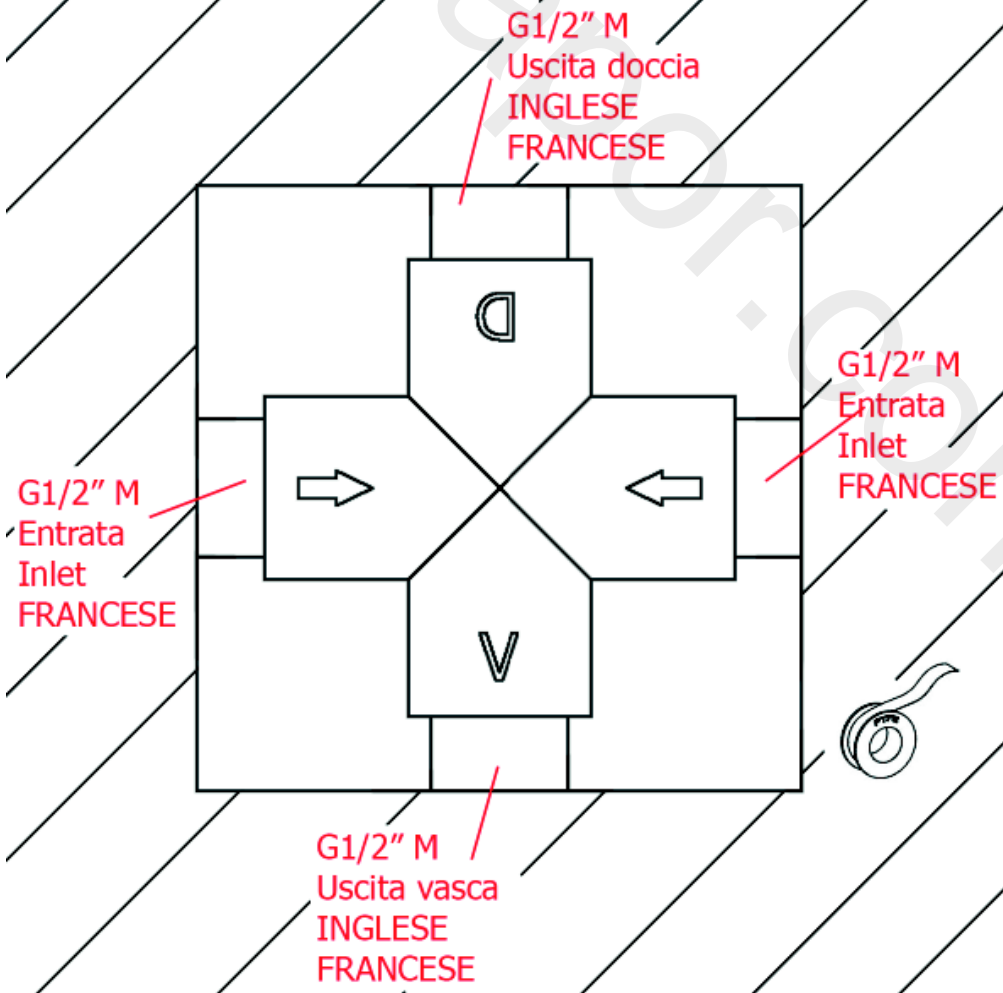 G1/2" M
Uscita doccia
INGLESE
FRANCESE
D
G1/2" M
Entrata
Inlet
FRANCESE
G1/2" M
Entrata
Inlet
FRANCESE
V
PTFE
G1/2" M
Uscita vasca
INGLESE
FRANCESE